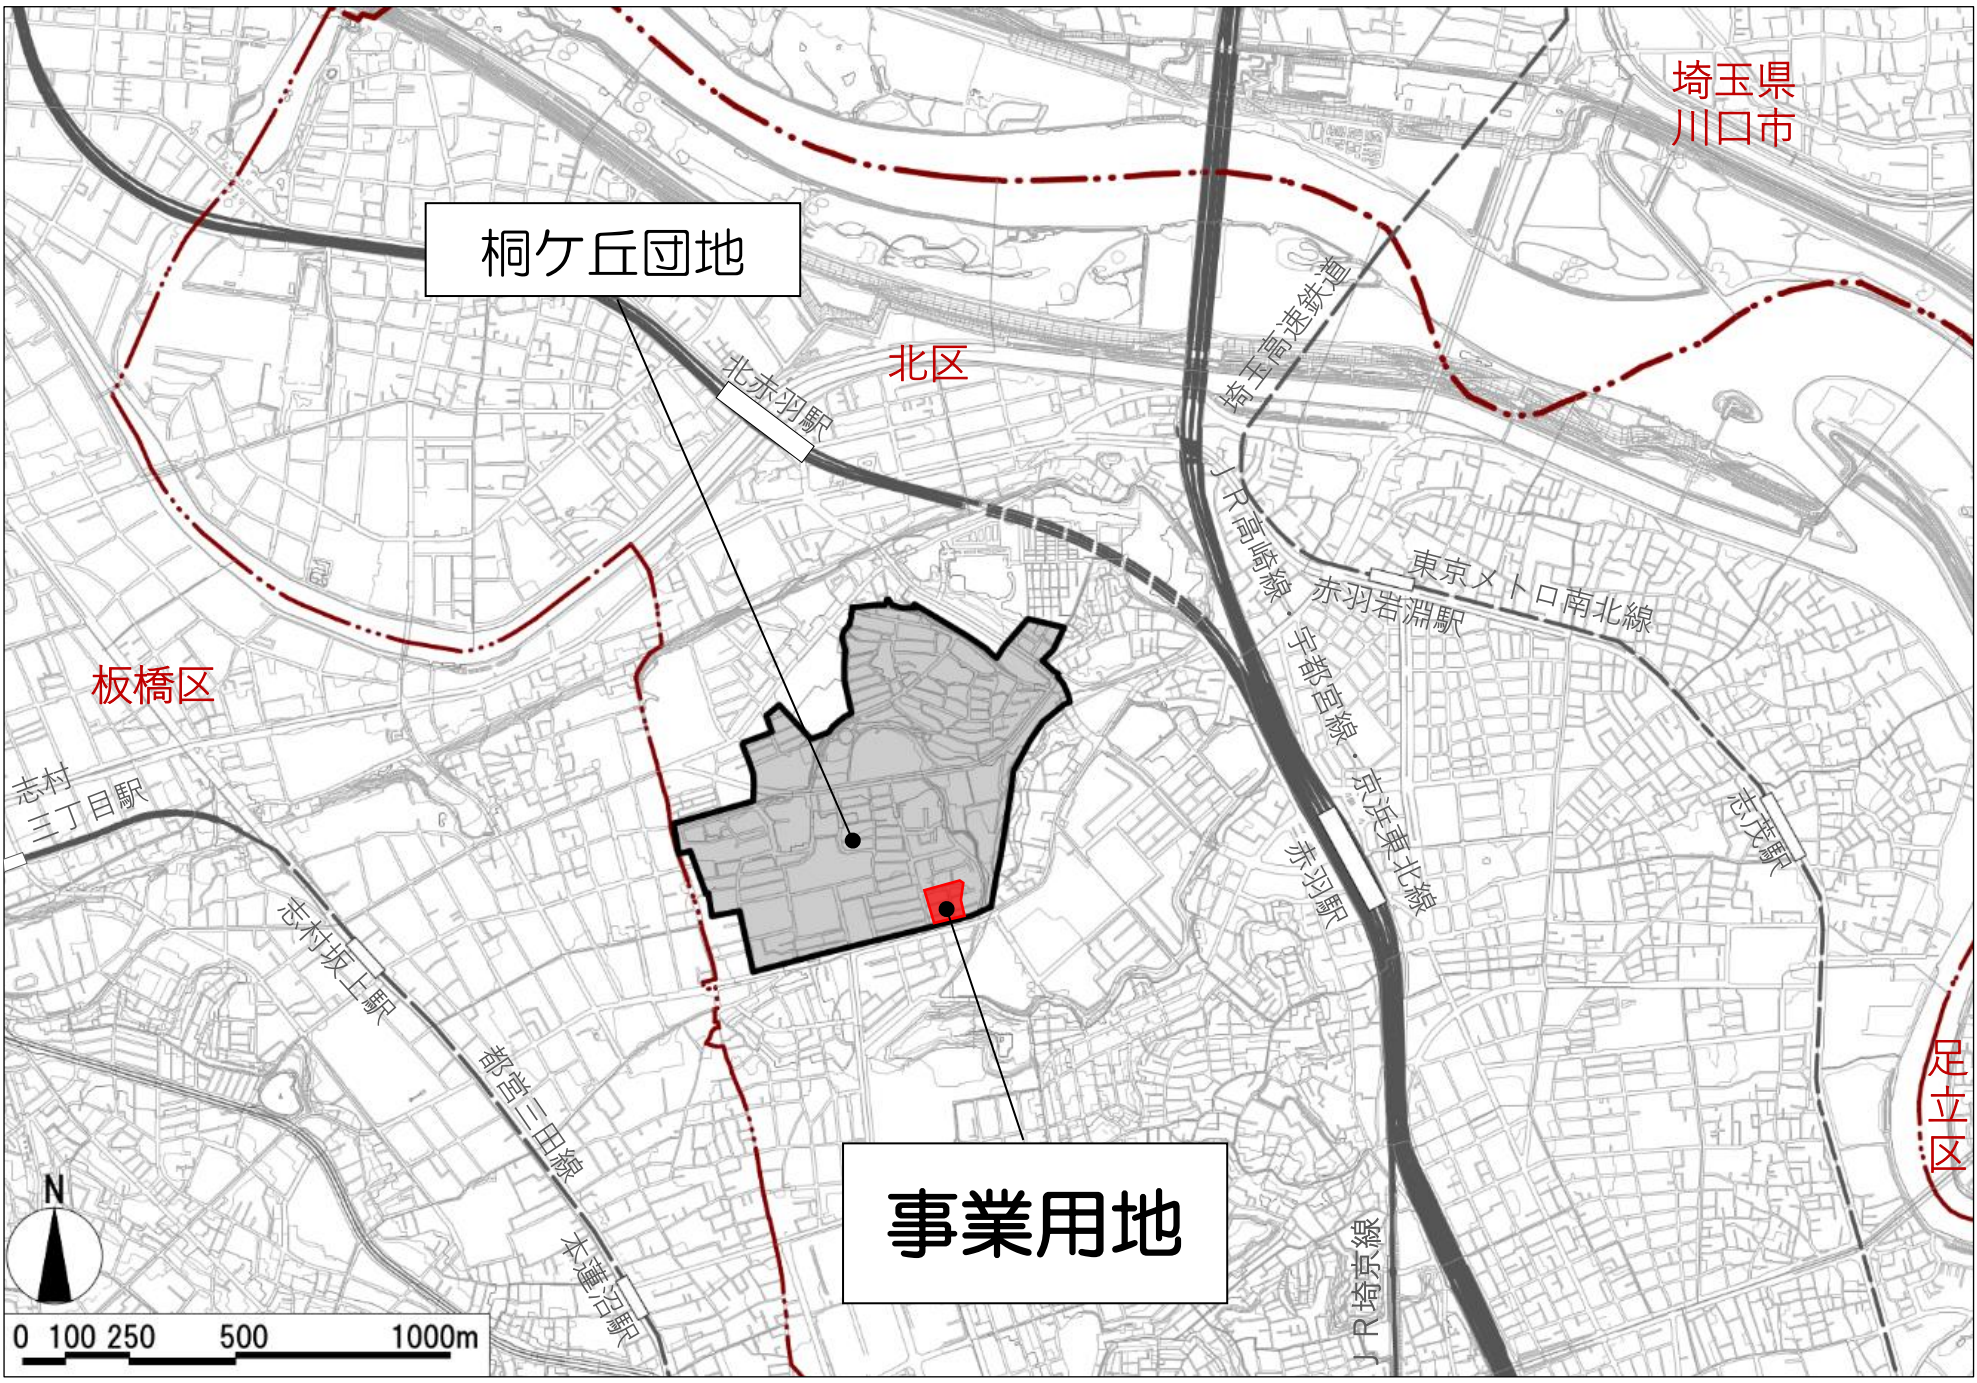 埼玉県
川口市
桐ケ丘団地
埼玉高速鉄道
北区
北赤羽駅
JR高崎線・宇都宮線・京浜東北線
東京メトロ南北線
赤羽岩淵駅
板橋区
志村
三丁目駅
志茂駅
赤羽駅
志村坂上駅
都営三田線
足立区
事業用地
本蓮沼駅
JR埼京線
N
0 100 250 500 1000m